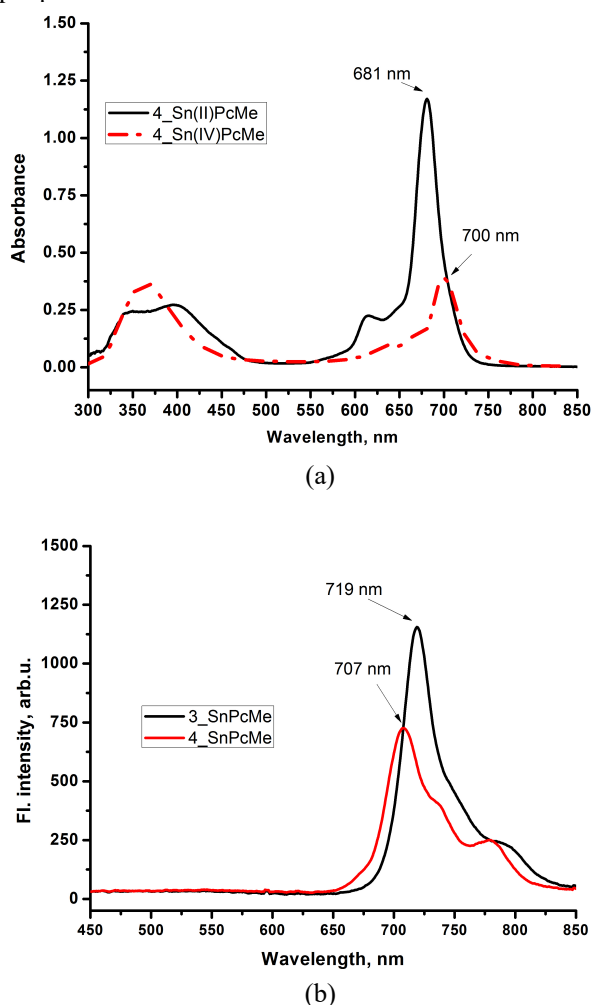 1.50
1.25
1.00
0.75
0.50
0.25
0.00
Absorbance
681 nm
4_Sn(II)PcMe
4_Sn(IV)PcMe
700 nm
300 350 400 450 500 550 600 650 700 750 800 850
Wavelength, nm
(a)
1500
1250
1000
750
500
250
0
Fl. intensity, arb.u.
719 nm
707 nm
3_SnPcMe
4_SnPcMe
450 500 550 600 650 700 750 800 850
Wavelength, nm
(b)